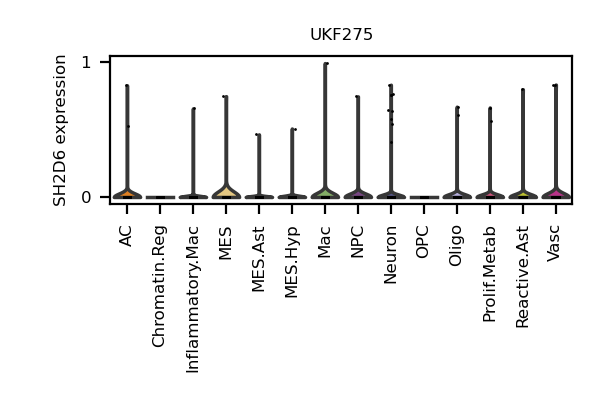 UKF275
SH2D6 expression
1
0
AC
Chromatin.Reg
Inflammatory.Mac
MES
MES.Ast
MES.Hyp
Mac
NPC
Neuron
OPC
Oligo
Prolif.Metab
Reactive.Ast
Vasc